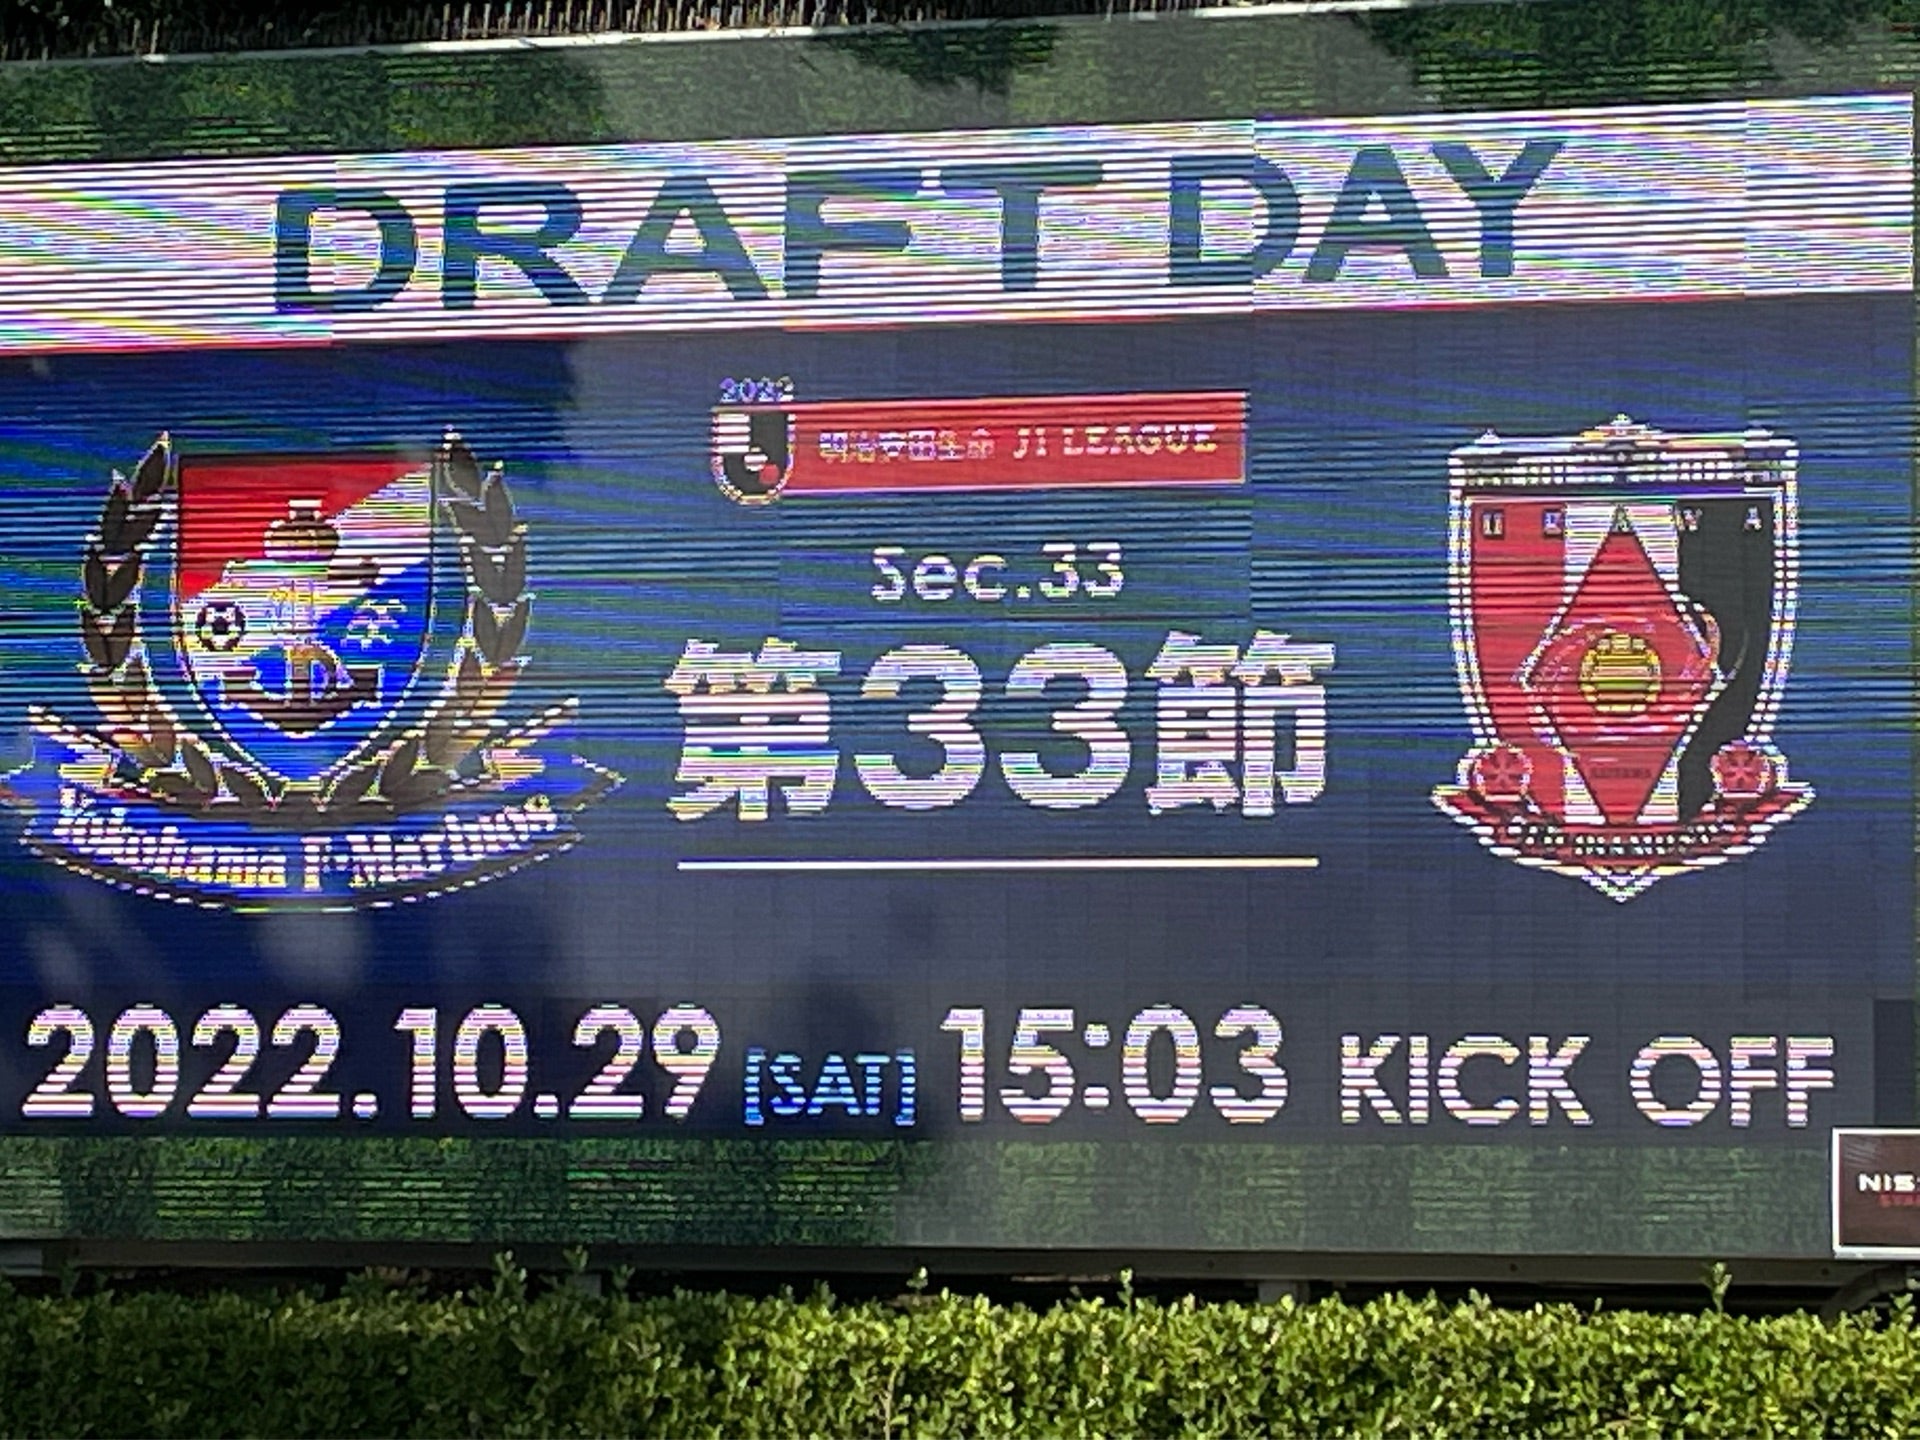 DRAFT DAY
2022
明治安田生命 J1 LEAGUE
Sec.33
第33節
Yokohama F·Marinos
URAWA
2022.10.29 [SAT] 15:03 KICK OFF